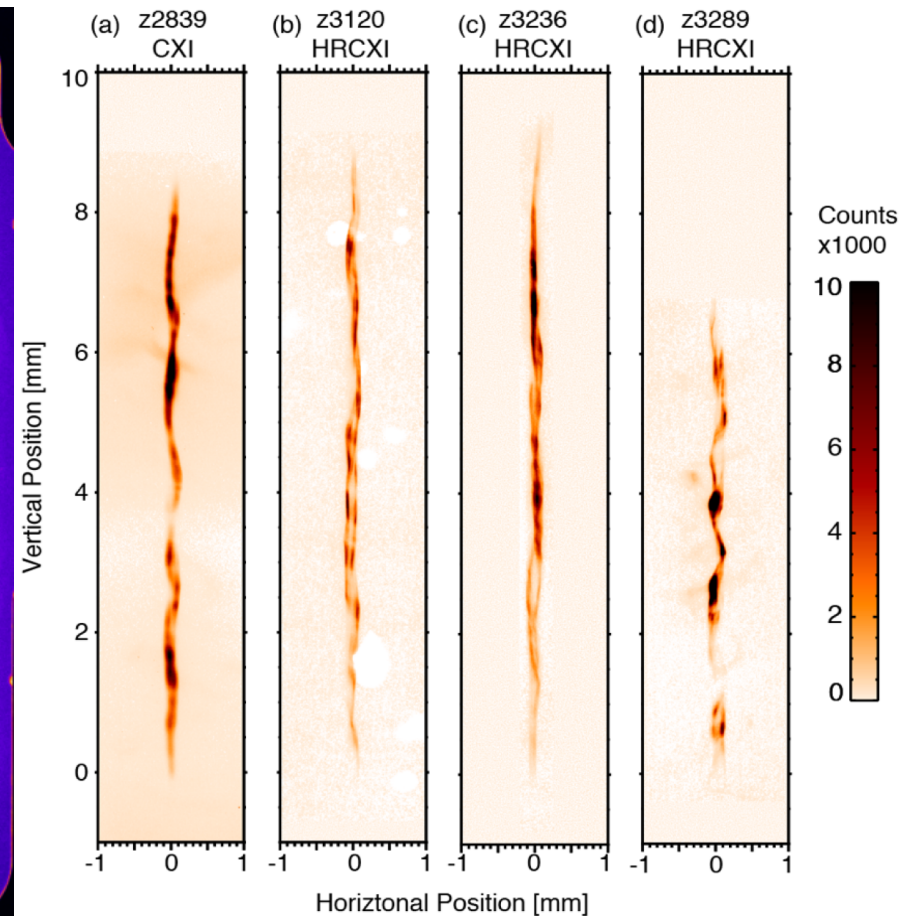 (a) z2839
CXI
(b) z3120
HRCXI
(c) z3236
HRCXI
(d) z3289
HRCXI
10
8
6
4
2
0
Vertical Position [mm]
-1 0 1
-1 0 1
-1 0 1
-1 0 1
Horiztonal Position [mm]
Counts
x1000
10
8
6
4
2
0